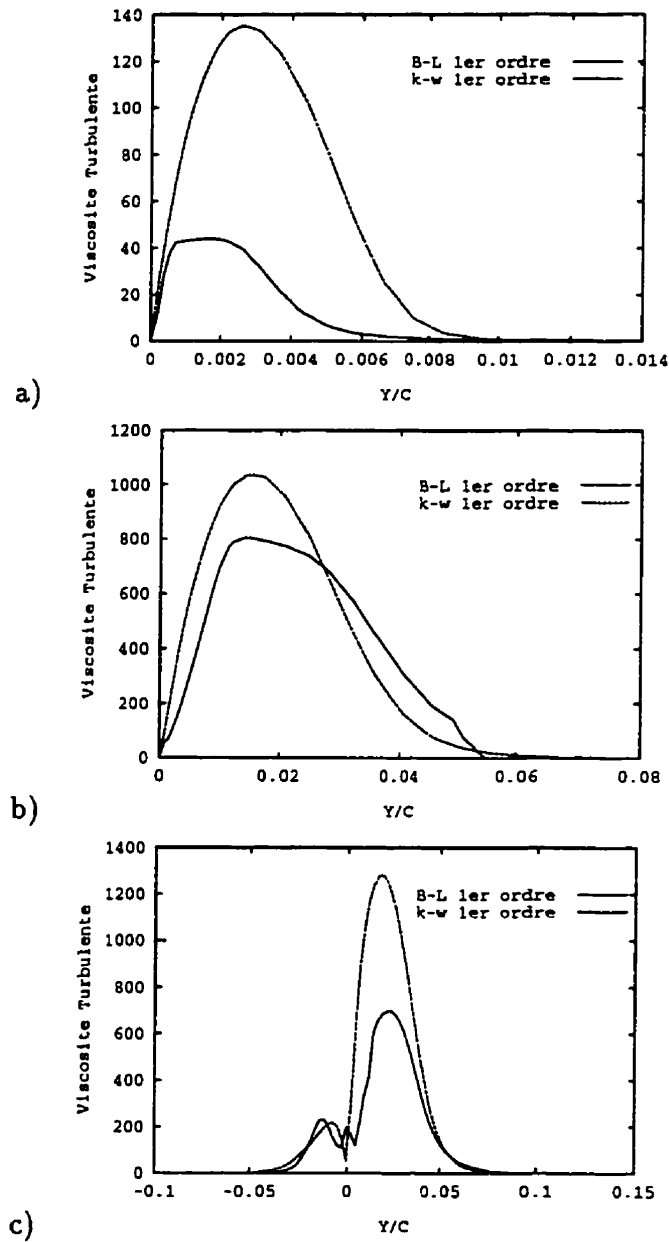 140
120
100
80
60
40
20
0
Viscosite Turbulente
B-L 1er ordre
k-w 1er ordre
0 0.002 0.004 0.006 0.008 0.01 0.012 0.014
Y/C
a)
1200
1000
800
600
400
200
0
Viscosite Turbulente
B-L 1er ordre
k-w 1er ordre
0 0.02 0.04 0.06 0.08
Y/C
b)
1400
1200
1000
800
600
400
200
0
Viscosite Turbulente
B-L 1er ordre
k-w 1er ordre
-0.1 -0.05 0 0.05 0.1 0.15
Y/C
c)